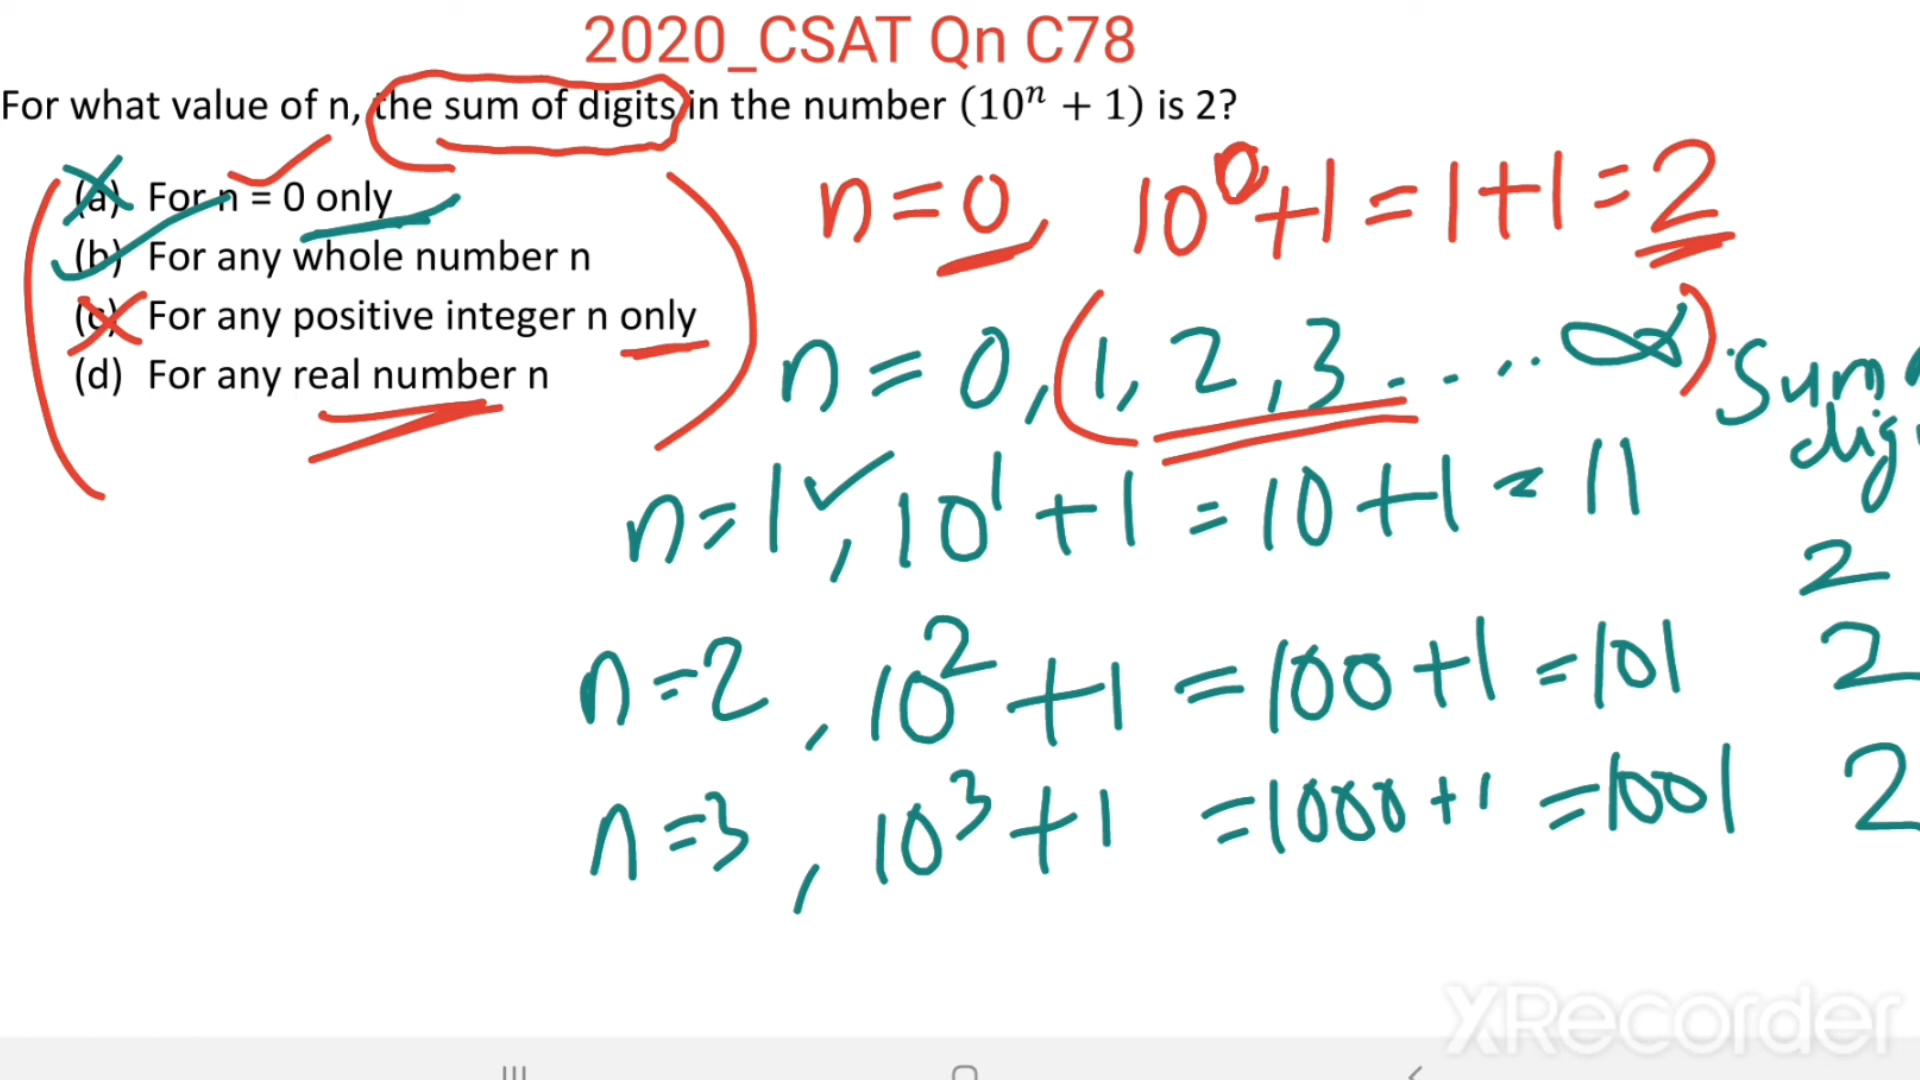 2020_CSAT Qn C78
For what value of n, the sum of digits in the number (10ⁿ + 1) is 2?
(a) For n = 0 only
(b) For any whole number n
(c) For any positive integer n only
(d) For any real number n
n=0, 10⁰+1=1+1=2
n=0,(1,2,3....∞)
Sum
dig
n=1, 10¹+1=10+1=11
2
n=2, 10²+1=100+1=101 2
n=3, 10³+1=1000+1=1001 2
XRecorder